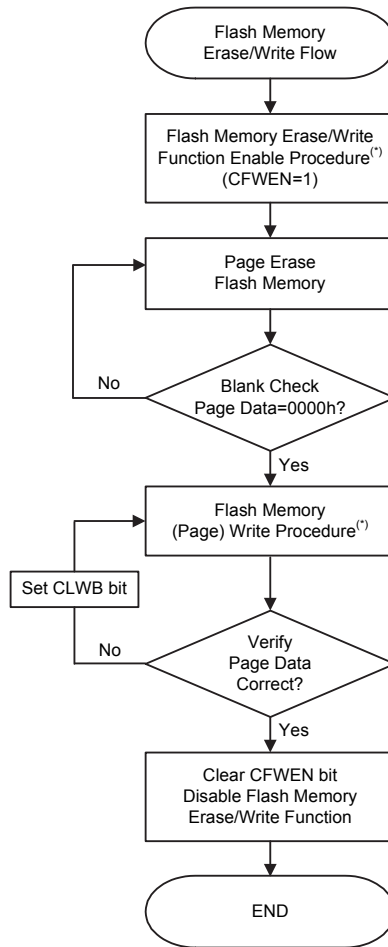 Flash Memory
Erase/Write Flow
Flash Memory Erase/Write
Function Enable Procedure(*)
(CFWEN=1)
Page Erase
Flash Memory
No
Blank Check
Page Data=0000h?
Yes
Flash Memory
(Page) Write Procedure(*)
Set CLWB bit
No
Verify
Page Data
Correct?
Yes
Clear CFWEN bit
Disable Flash Memory
Erase/Write Function
END